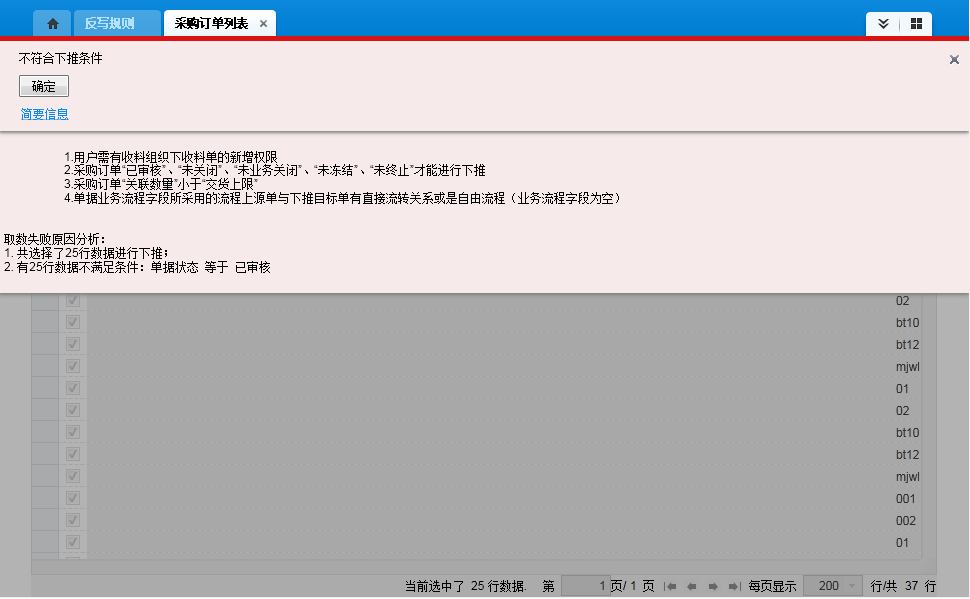 反写规则 采购订单列表
不符合下推条件
确定
简要信息
1.用户需有收料组织下收料单的新增权限
2.采购订单“已审核”、“未关闭”、“未业务关闭”、“未冻结”、“未终止”才能进行下推
3.采购订单“关联数量”小于“交货上限”
4.单据业务流程字段所采用的流程上源单与下推目标单有直接流转关系或是自由流程（业务流程字段为空）
取数失败原因分析：
1. 共选择了25行数据进行下推；
2. 有25行数据不满足条件：单据状态 等于 已审核
02
bt10
bt12
mjwl
01
02
bt10
bt12
mjwl
001
002
01
当前选中了 25 行数据. 第 1 页/ 1 页 每页显示 200 行/共 37 行